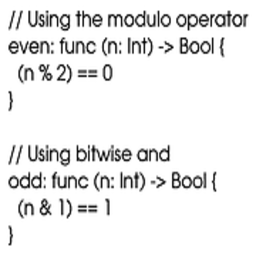 // Using the modulo operator
even: func (n: Int) -> Bool {
  (n % 2) == 0
}

// Using bitwise and
odd: func (n: Int) -> Bool {
  (n & 1) == 1
}